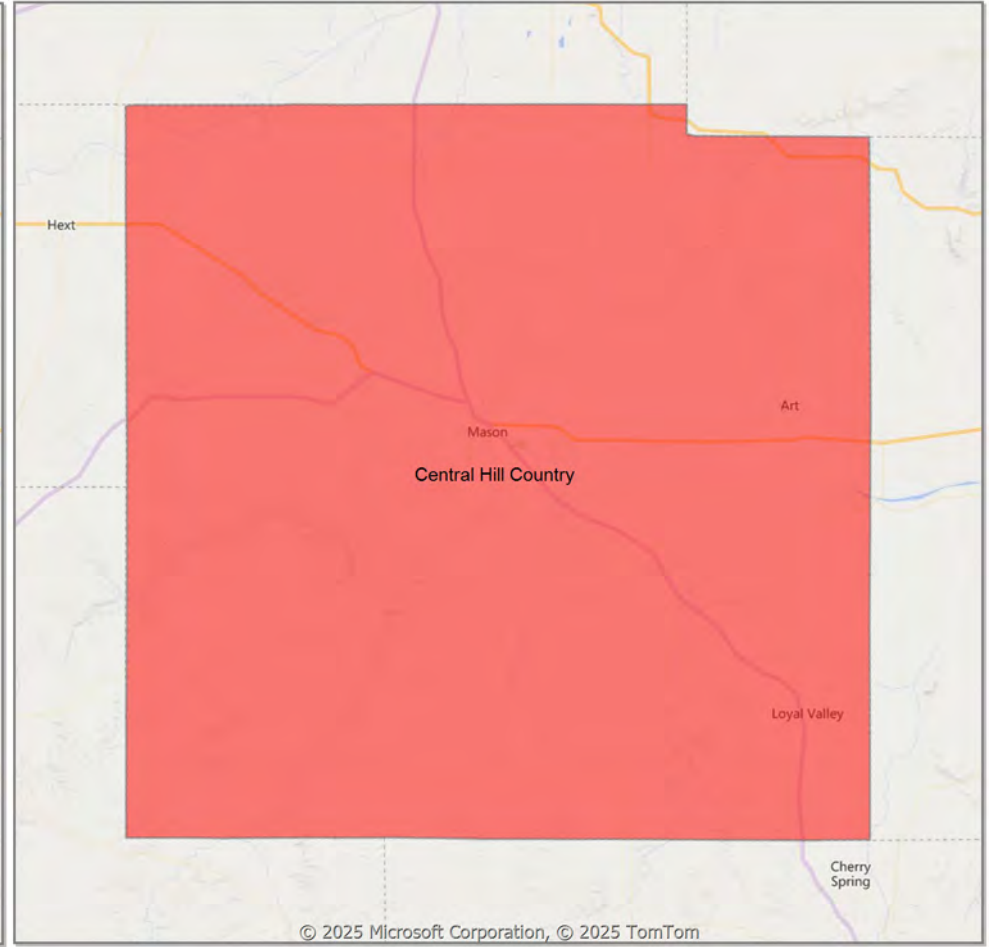 Hext
Art
Mason
Central Hill Country
Loyal Valley
Cherry
Spring
© 2025 Microsoft Corporation, © 2025 TomTom